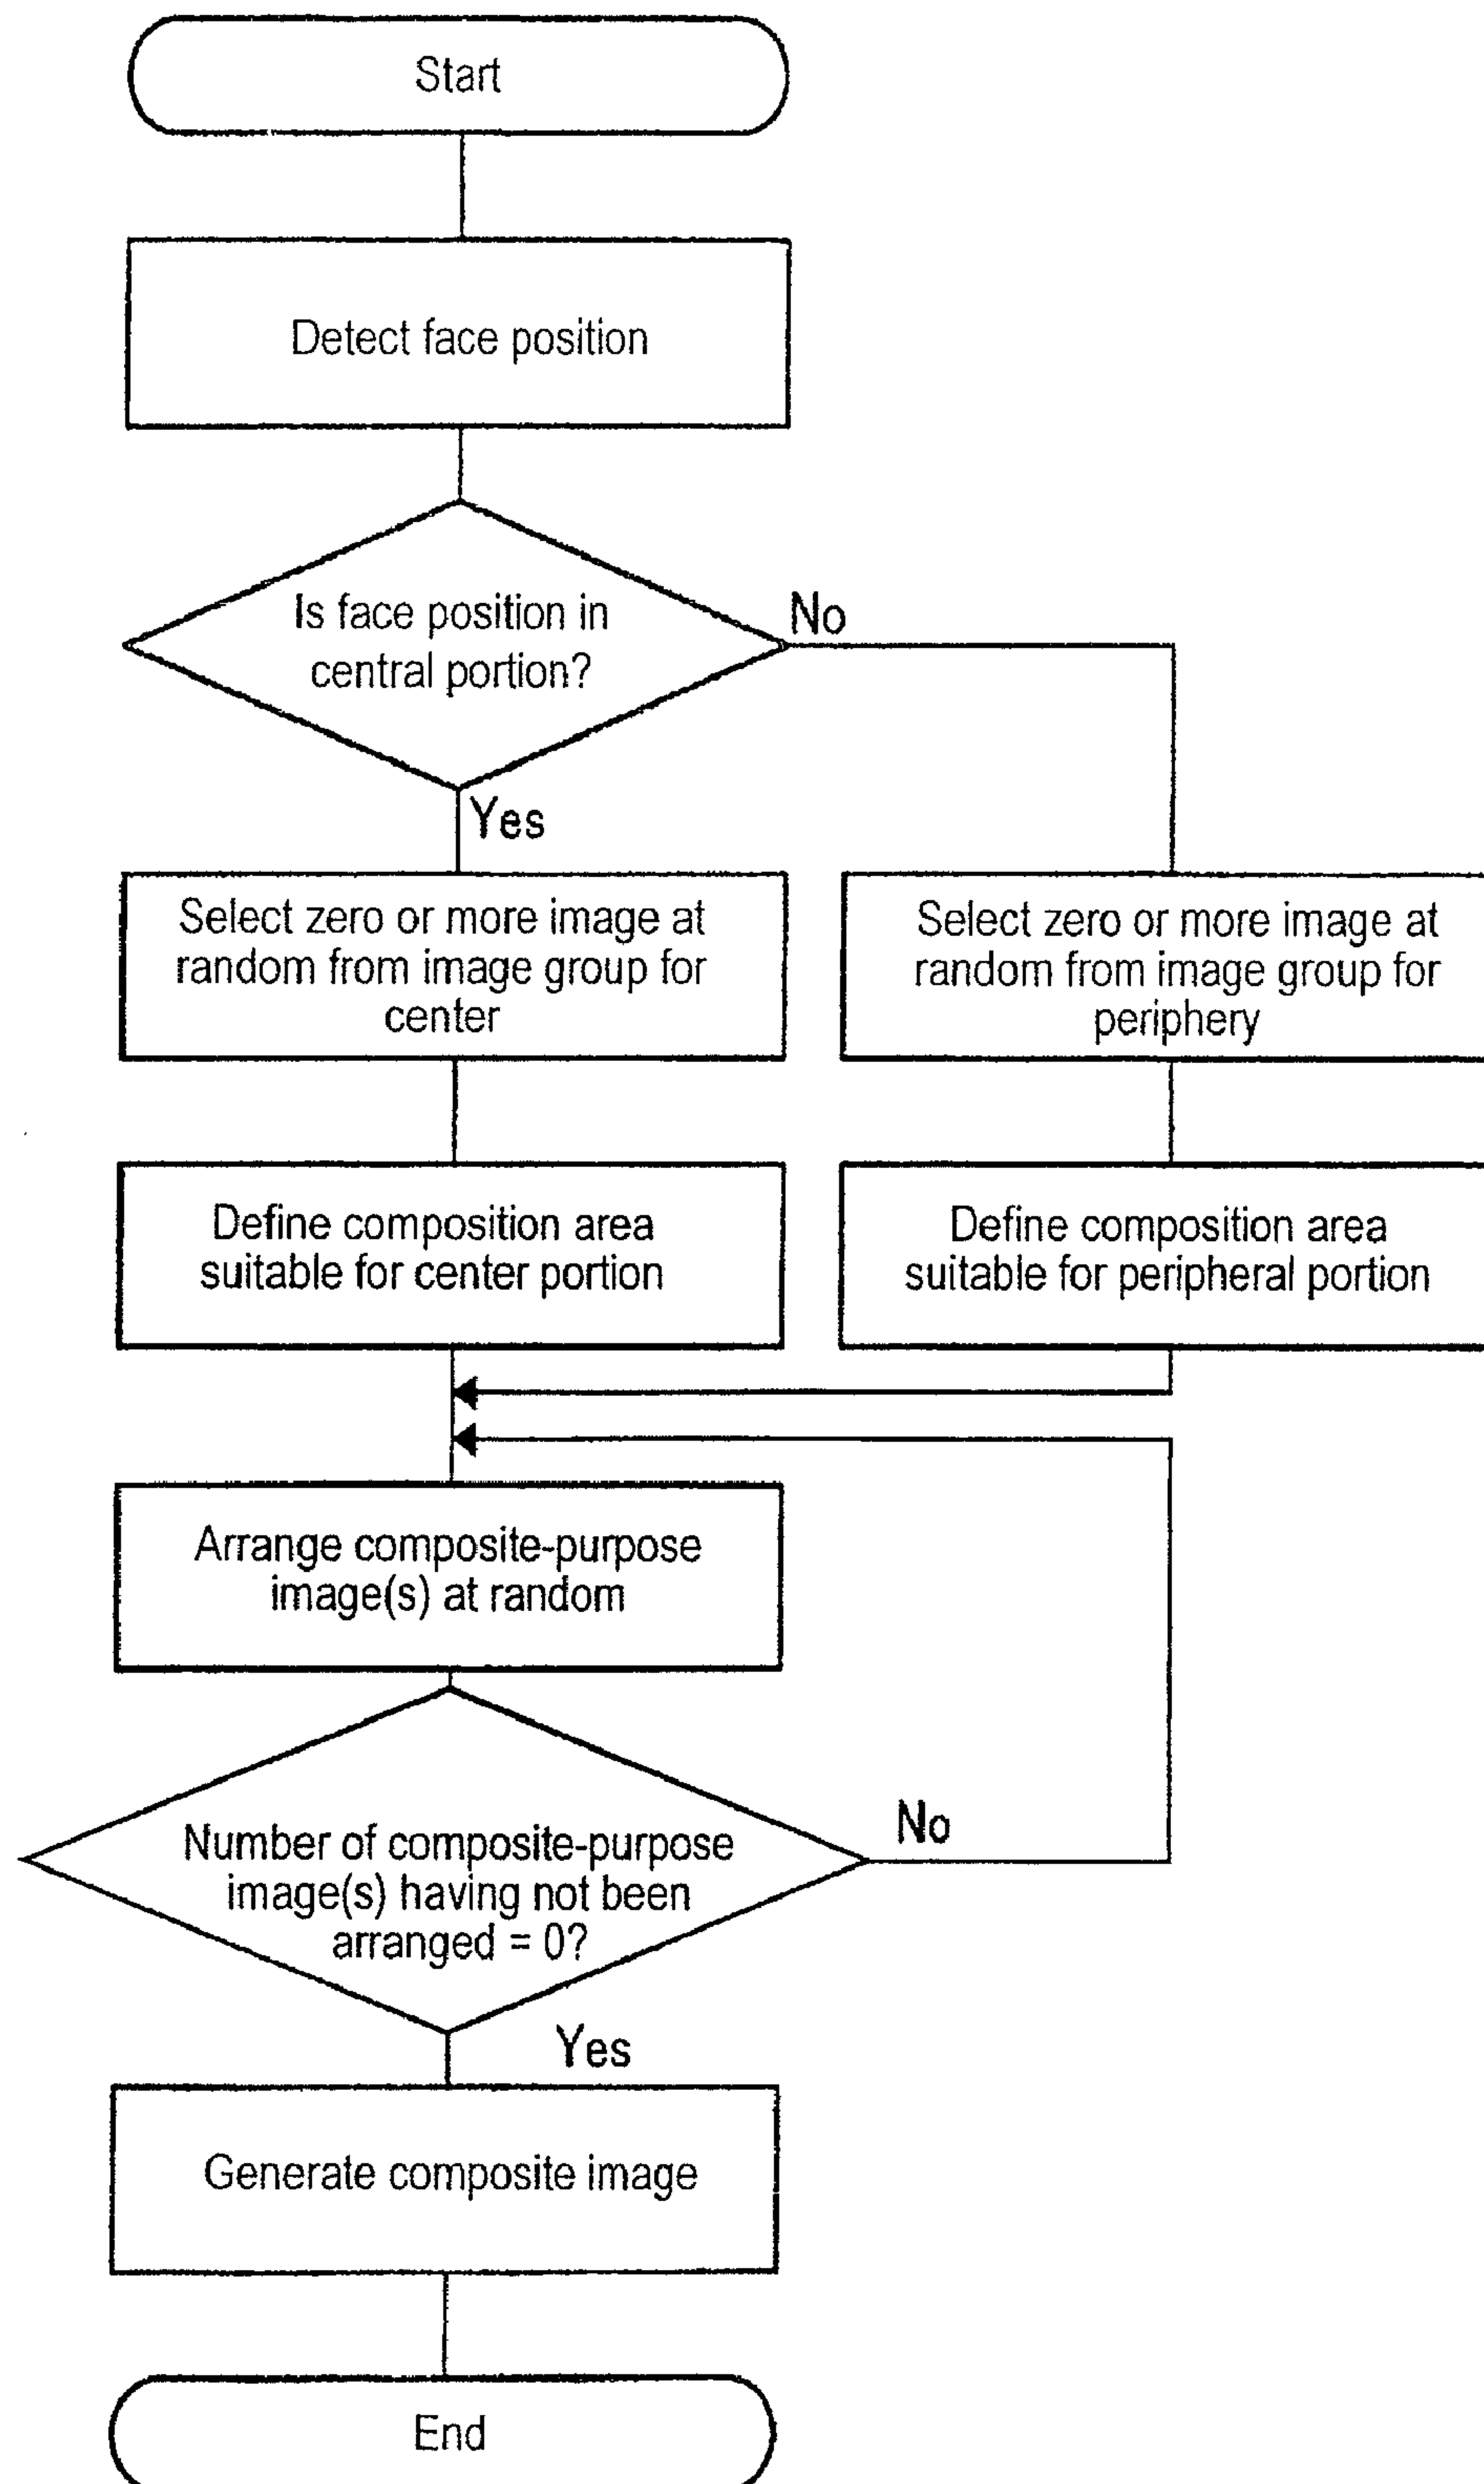 Start
Detect face position
Is face position in
central portion?
No
Yes
Select zero or more image at
random from image group for
center
Select zero or more image at
random from image group for
periphery
Define composition area
suitable for center portion
Define composition area
suitable for peripheral portion
Arrange composite-purpose
image(s) at random
Number of composite-purpose
image(s) having not been
arranged = 0?
No
Yes
Generate composite image
End